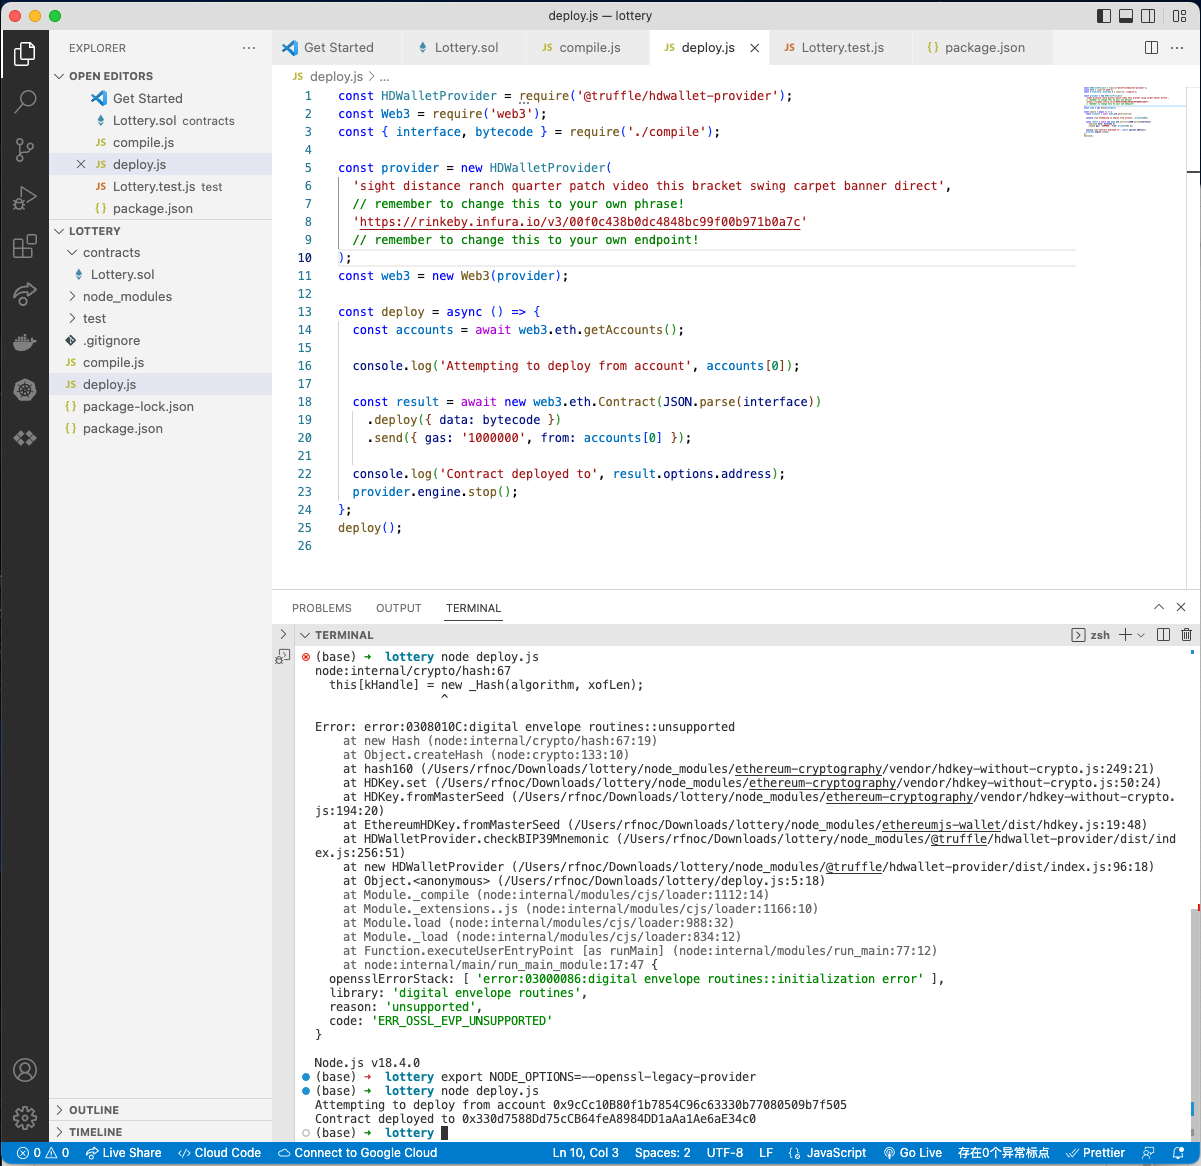 deploy.js — lottery
EXPLORER
OPEN EDITORS
Get Started
Lottery.sol contracts
JS compile.js
JS deploy.js
JS Lottery.test.js test
{} package.json
LOTTERY
contracts
Lottery.sol
node_modules
test
.gitignore
JS compile.js
JS deploy.js
{} package-lock.json
{} package.json
OUTLINE
TIMELINE
Get Started
Lottery.sol
JS compile.js
JS deploy.js
JS Lottery.test.js
{} package.json
JS deploy.js > ...
1 const HDWalletProvider = require('@truffle/hdwallet-provider');
2 const Web3 = require('web3');
3 const { interface, bytecode } = require('./compile');
4
5 const provider = new HDWalletProvider(
6 'sight distance ranch quarter patch video this bracket swing carpet banner direct',
7 // remember to change this to your own phrase!
8 'https://rinkeby.infura.io/v3/00f0c438b0dc4848bc99f00b971b0a7c'
9 // remember to change this to your own endpoint!
10 );
11 const web3 = new Web3(provider);
12
13 const deploy = async () => {
14 const accounts = await web3.eth.getAccounts();
15
16 console.log('Attempting to deploy from account', accounts[0]);
17
18 const result = await new web3.eth.Contract(JSON.parse(interface))
19 .deploy({ data: bytecode })
20 .send({ gas: '1000000', from: accounts[0] });
21
22 console.log('Contract deployed to', result.options.address);
23 provider.engine.stop();
24 };
25 deploy();
26
PROBLEMS OUTPUT TERMINAL
TERMINAL
zsh
(base) → lottery node deploy.js
node:internal/crypto/hash:67
this[kHandle] = new _Hash(algorithm, xofLen);
^
Error: error:0308010C:digital envelope routines::unsupported
at new Hash (node:internal/crypto/hash:67:19)
at Object.createHash (node:crypto:133:10)
at hash160 (/Users/rfnoc/Downloads/lottery/node_modules/ethereum-cryptography/vendor/hdkey-without-crypto.js:249:21)
at HDKey.set (/Users/rfnoc/Downloads/lottery/node_modules/ethereum-cryptography/vendor/hdkey-without-crypto.js:50:24)
at HDKey.fromMasterSeed (/Users/rfnoc/Downloads/lottery/node_modules/ethereum-cryptography/vendor/hdkey-without-crypto.
js:194:20)
at EthereumHDKey.fromMasterSeed (/Users/rfnoc/Downloads/lottery/node_modules/ethereumjs-wallet/dist/hdkey.js:19:48)
at HDWalletProvider.checkBIP39Mnemonic (/Users/rfnoc/Downloads/lottery/node_modules/@truffle/hdwallet-provider/dist/ind
ex.js:256:51)
at new HDWalletProvider (/Users/rfnoc/Downloads/lottery/node_modules/@truffle/hdwallet-provider/dist/index.js:96:18)
at Object.<anonymous> (/Users/rfnoc/Downloads/lottery/deploy.js:5:18)
at Module._compile (node:internal/modules/cjs/loader:1112:14)
at Module._extensions..js (node:internal/modules/cjs/loader:1166:10)
at Module.load (node:internal/modules/cjs/loader:988:32)
at Module._load (node:internal/modules/cjs/loader:834:12)
at Function.executeUserEntryPoint [as runMain] (node:internal/modules/run_main:77:12)
at node:internal/main/run_main_module:17:47 {
opensslErrorStack: [ 'error:03000086:digital envelope routines::initialization error' ],
library: 'digital envelope routines',
reason: 'unsupported',
code: 'ERR_OSSL_EVP_UNSUPPORTED'
}
Node.js v18.4.0
(base) → lottery export NODE_OPTIONS=--openssl-legacy-provider
(base) → lottery node deploy.js
Attempting to deploy from account 0x9cCc10B80f1b7854C96c63330b77080509b7f505
Contract deployed to 0x330d7588Dd75cCB64feA8984DD1aAa1Ae6aE34c0
(base) → lottery
0 0 Live Share Cloud Code Connect to Google Cloud Ln 10, Col 3 Spaces: 2 UTF-8 LF {} JavaScript Go Live 存在0个异常标点 Prettier